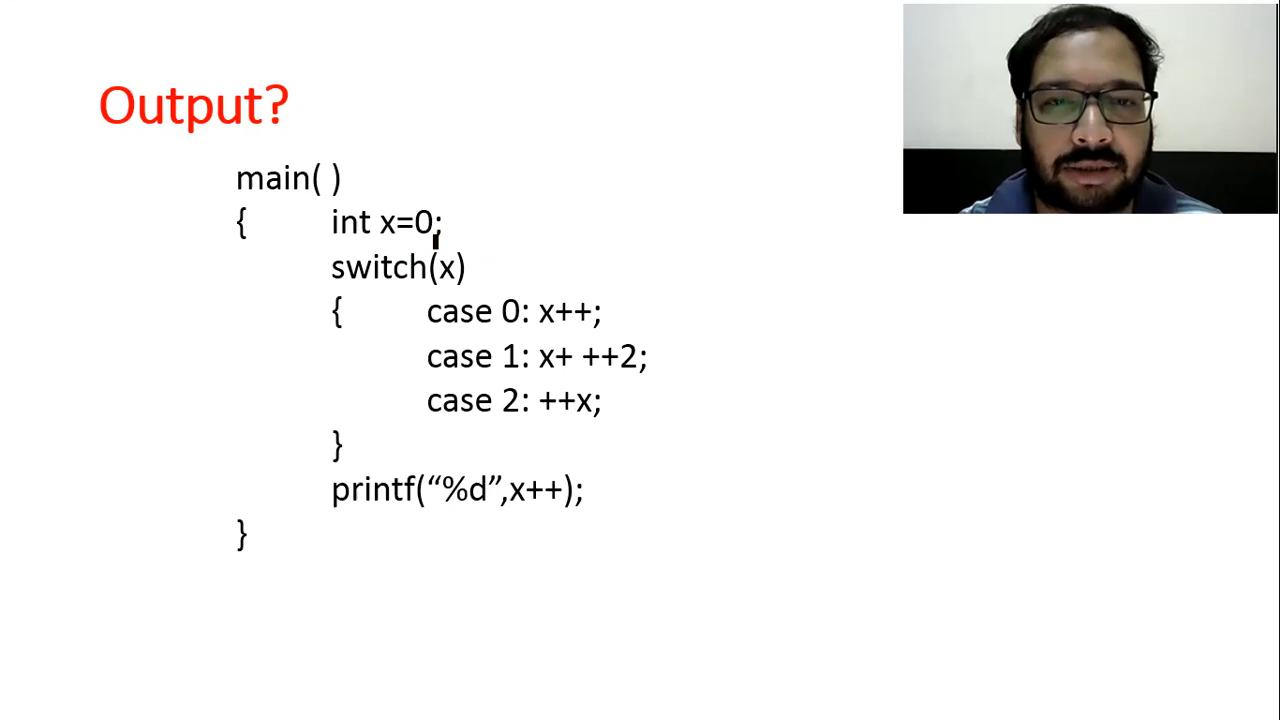 Output?
main( )
{ int x=0;
switch(x)
{ case 0: x++;
case 1: x+ ++2;
case 2: ++x;
}
printf(“%d”,x++);
}